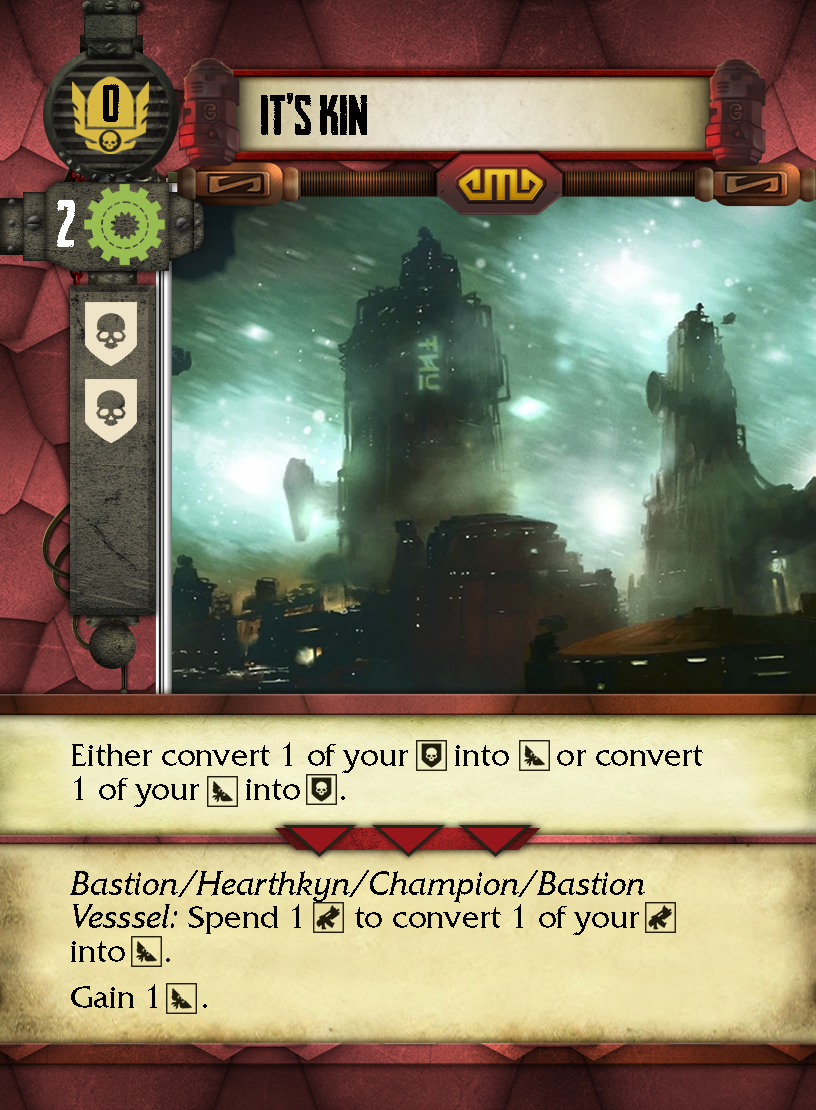 0
IT'S KIN
2
Either convert 1 of your into or convert
1 of your into .
Bastion/Hearthkyn/Champion/Bastion
Vesssel: Spend 1 to convert 1 of your
into .
Gain 1 .